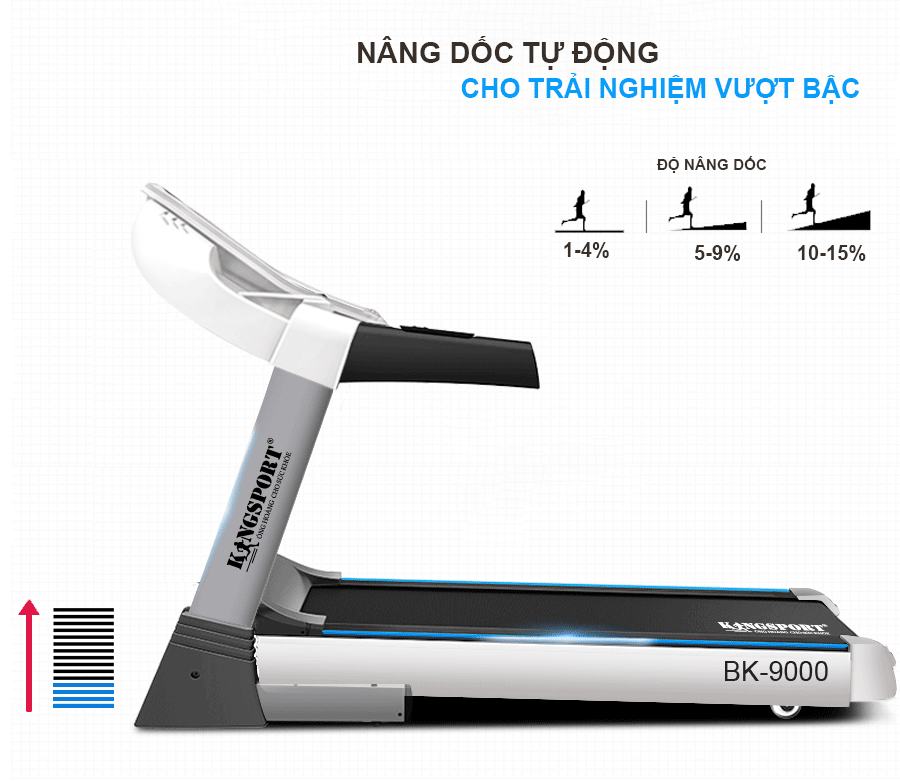 NÂNG DỐC TỰ ĐỘNG
CHO TRẢI NGHIỆM VƯỢT BẬC
ĐỘ NÂNG DỐC
1-4%
5-9%
10-15%
KINGSPORT®
ÔNG HOÀNG CHO SỨC KHỎE
KINGSPORT
ÔNG HOÀNG CHO SỨC KHỎE
BK-9000